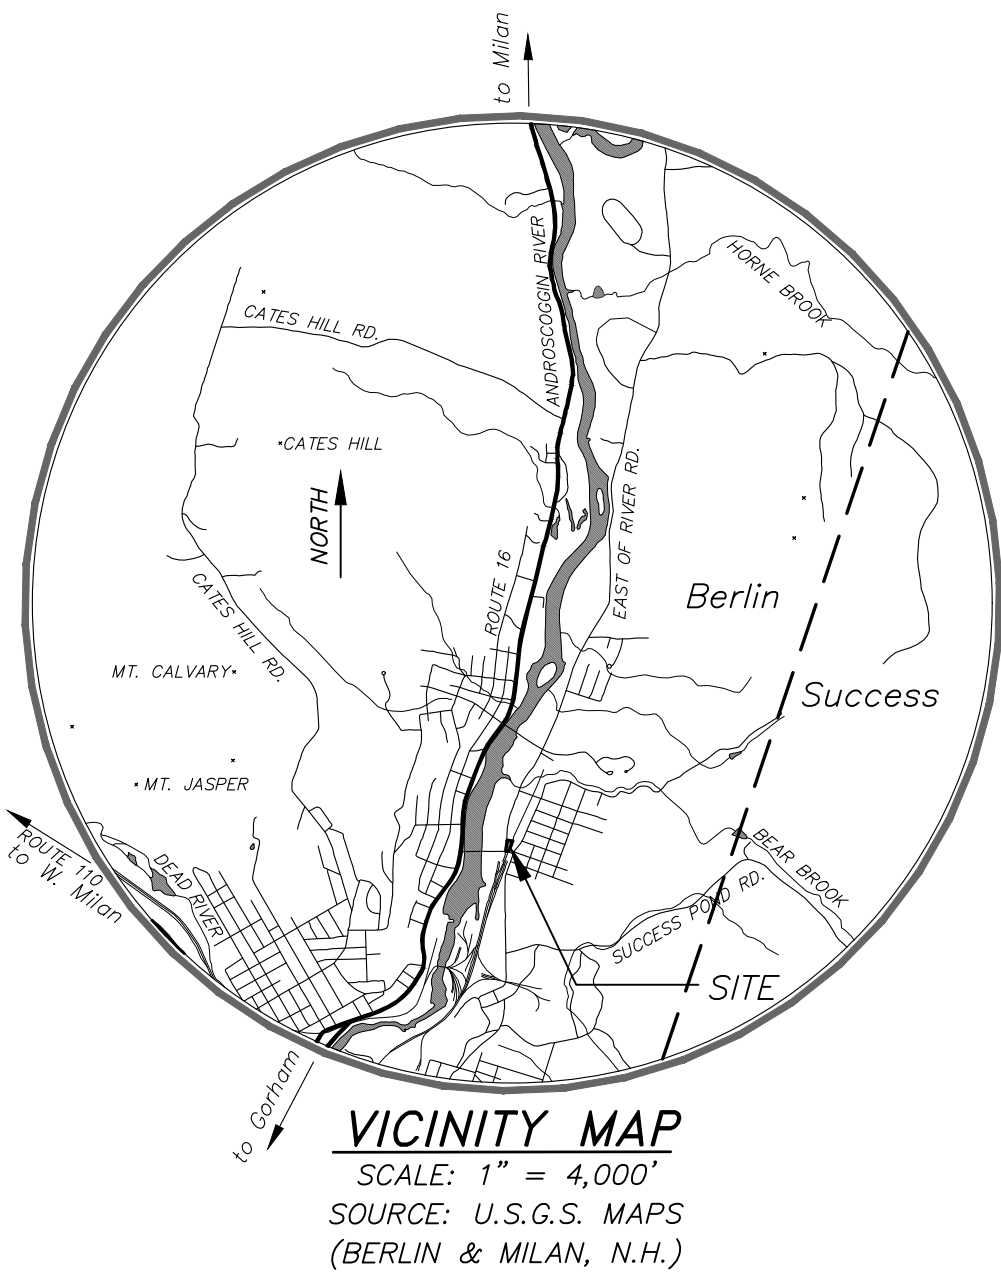 to Milan
ANDROSCOGGIN RIVER
HORNE BROOK
CATES HILL RD.
CATES HILL
NORTH
EAST OF RIVER RD.
ROUTE 16
CATES HILL RD.
Berlin
MT. CALVARY
Success
MT. JASPER
ROUTE 110
to W. Milan
DEAD RIVER
BEAR BROOK
SUCCESS POND RD.
SITE
to Gorham
VICINITY MAP
SCALE: 1" = 4,000'
SOURCE: U.S.G.S. MAPS
(BERLIN & MILAN, N.H.)